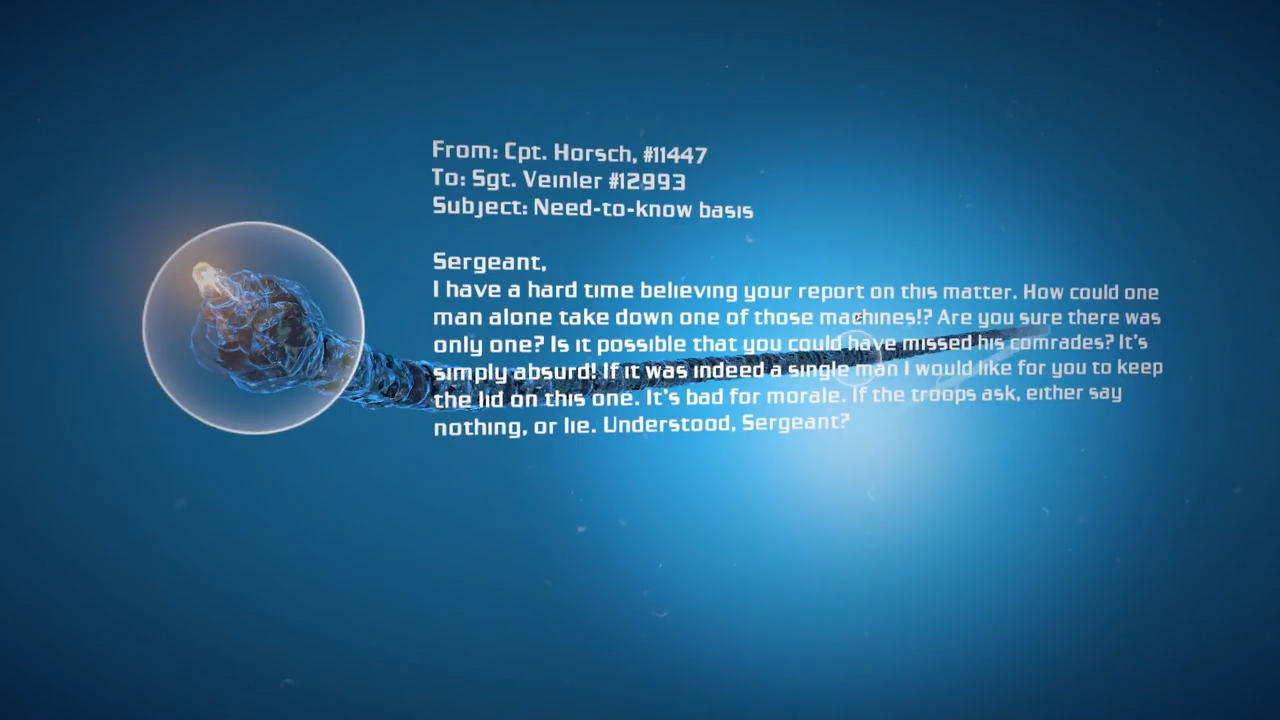 From: Cpt. Horsch, #11447
To: Sgt. Veinler #12993
Subject: Need-to-know basis
Sergeant,
I have a hard time believing your report on this matter. How could one
man alone take down one of those machines!? Are you sure there was
only one? Is it possible that you could have missed his comrades? It's
simply absurd! If it was indeed a single man I would like for you to keep
the lid on this one. It's bad for morale. If the troops ask, either say
nothing, or lie. Understood, Sergeant?